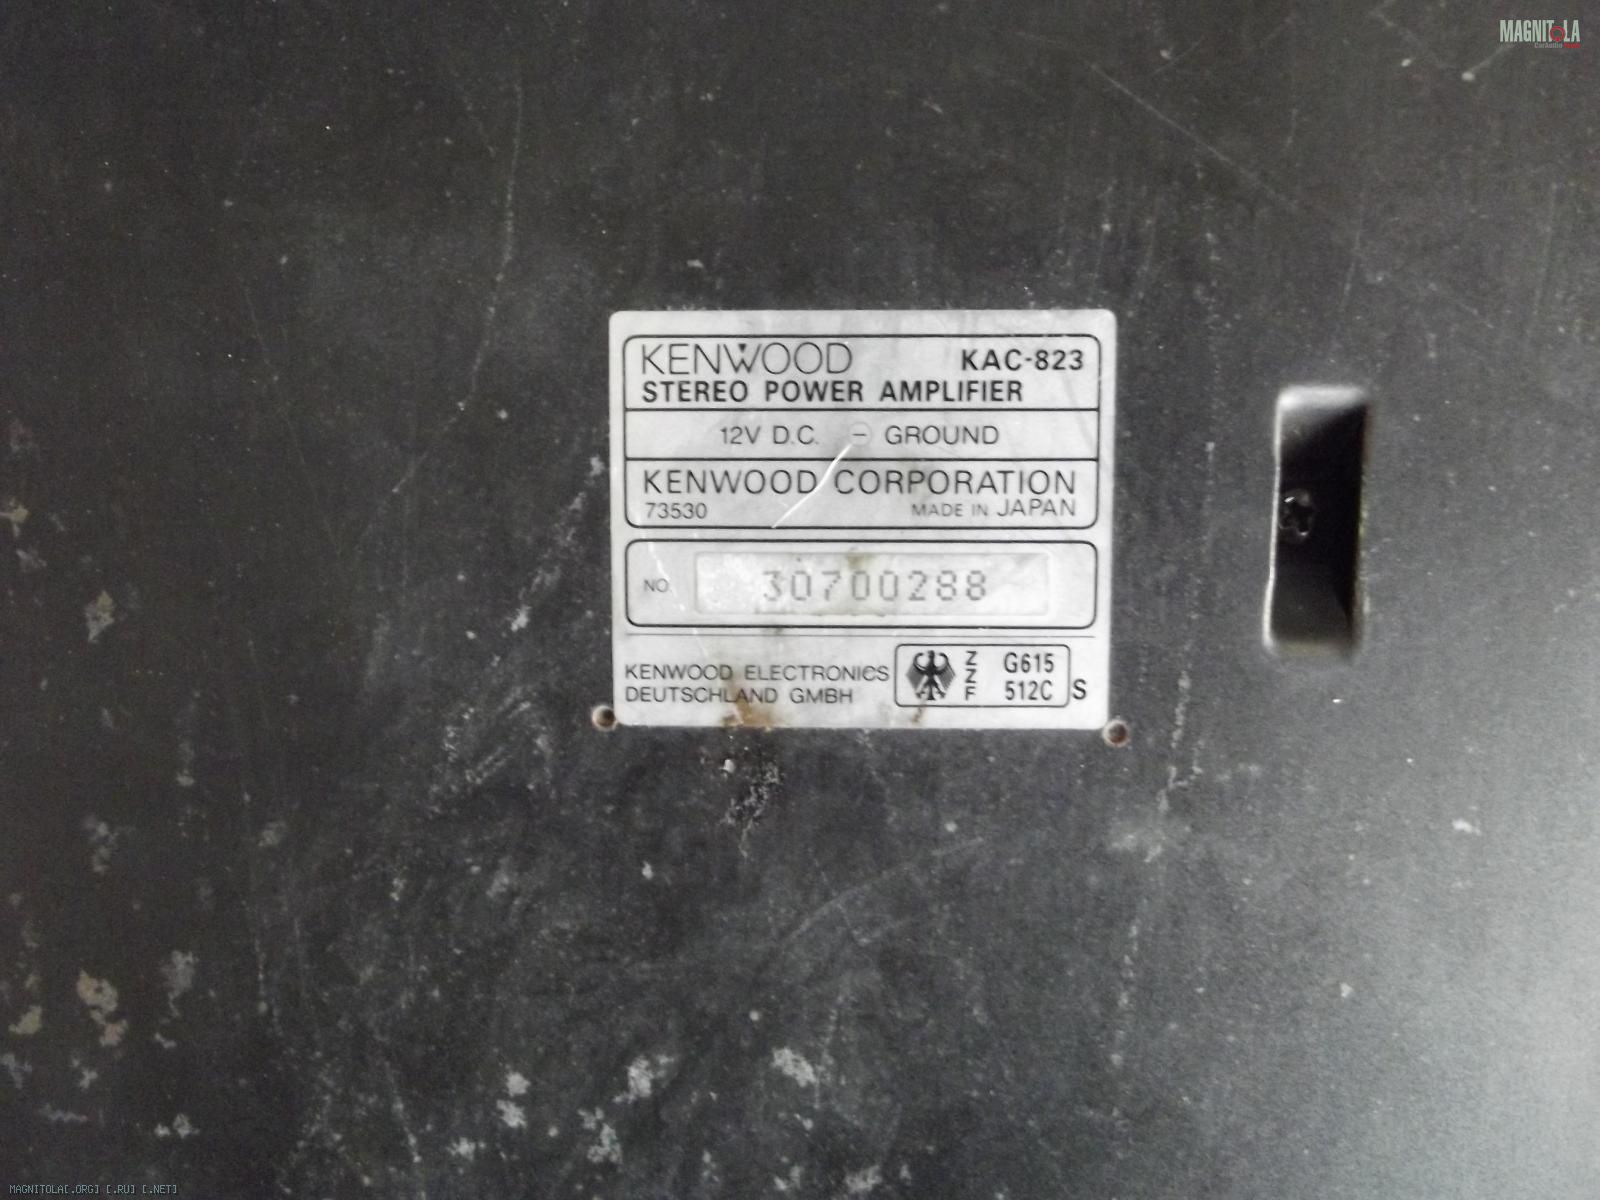 MAGNITOLA
KENWOOD KAC-823
STEREO POWER AMPLIFIER
12V D.C. ⊖ GROUND
KENWOOD CORPORATION
73530 MADE IN JAPAN
NO. 30700288
KENWOOD ELECTRONICS
DEUTSCHLAND GMBH
ZZF G615
512C S
MAGNITOLA[.ORG] [.RU] [.NET]